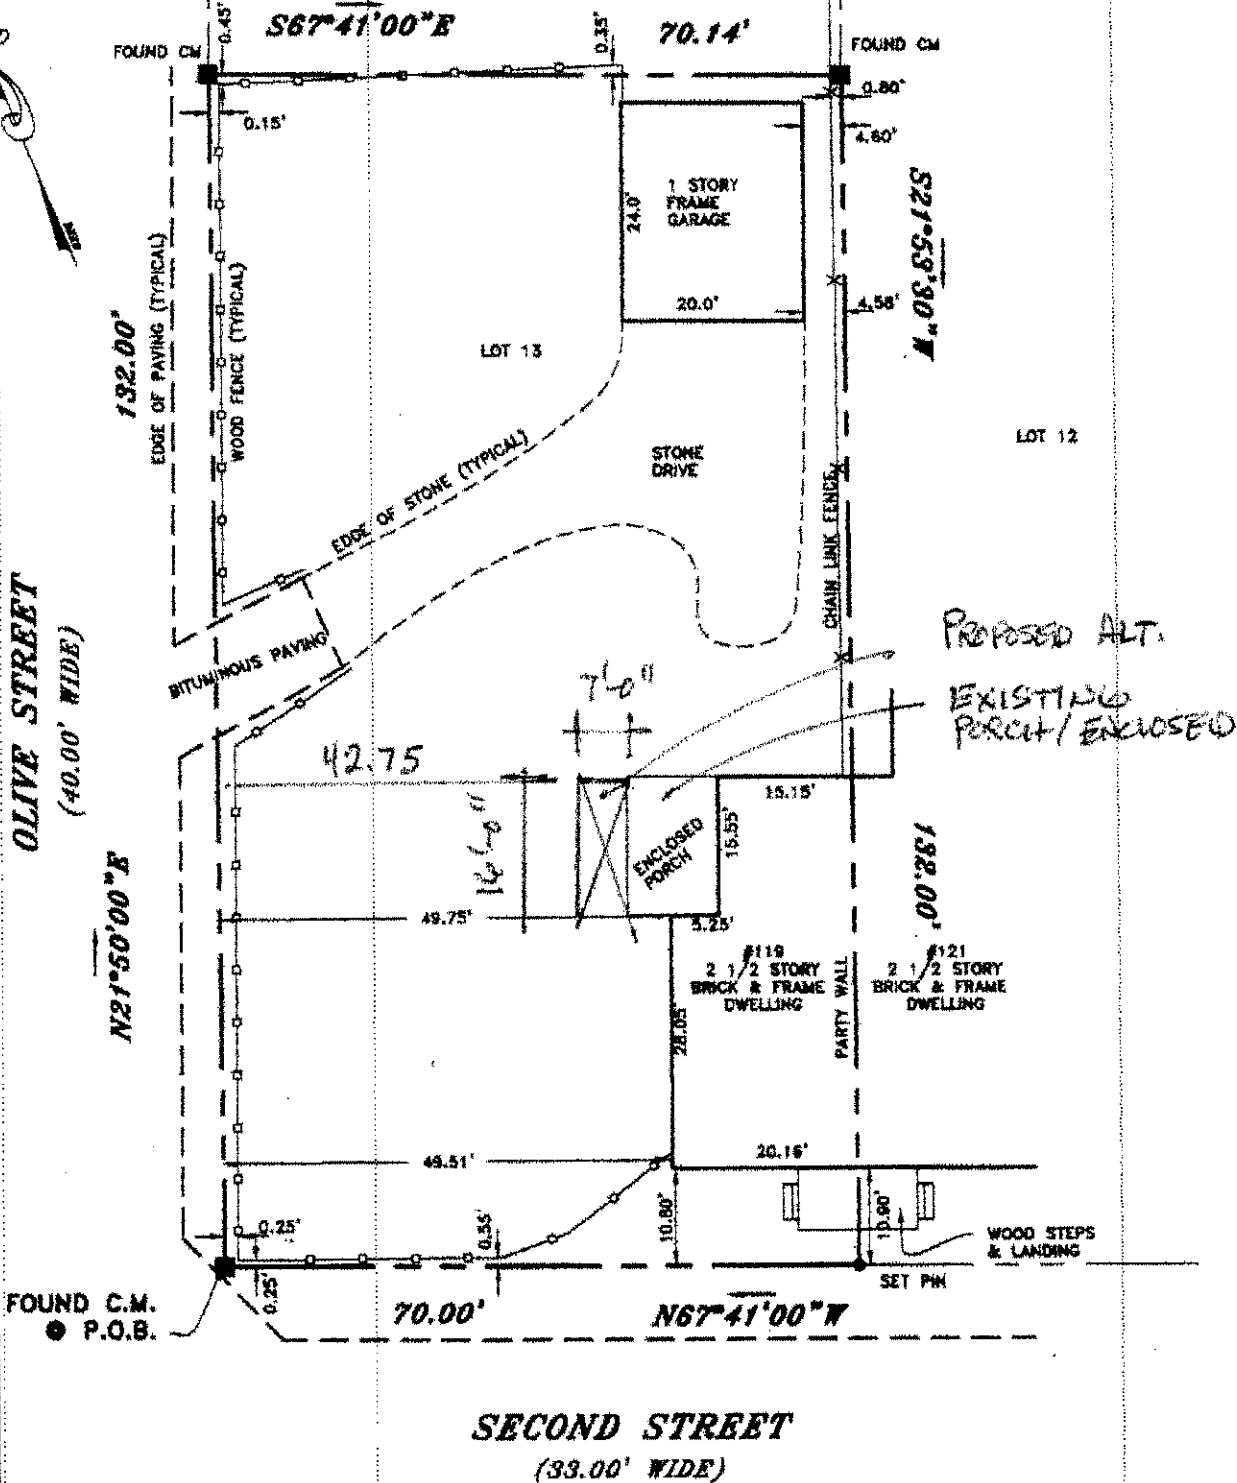 S67°41'00"E
70.14'
0.45'
0.35'
FOUND CM
FOUND CM
0.80'
0.15'
4.60'
1 STORY
FRAME
GARAGE
24.0'
20.0'
4.58'
S21°53'30"W
132.00'
EDGE OF PAVING (TYPICAL)
WOOD FENCE (TYPICAL)
LOT 13
LOT 12
STONE
DRIVE
EDGE OF STONE (TYPICAL)
CHAIN LINK FENCE
BITUMINOUS PAVING
OLIVE STREET
(40.00' WIDE)
PROPOSED ALT.
EXISTING
PORCH/ENCLOSED
7'-0"
42.75
16'-0"
15.15'
15.55'
ENCLOSED
PORCH
132.00'
N21°50'00"E
49.75'
5.25'
#119
2 1/2 STORY
BRICK & FRAME
DWELLING
#121
2 1/2 STORY
BRICK & FRAME
DWELLING
PARTY WALL
28.05'
49.51'
20.16'
10.80'
10.90'
0.25'
0.25'
0.55'
WOOD STEPS
& LANDING
SET PIN
FOUND C.M.
@ P.O.B.
70.00'
N67°41'00"W
SECOND STREET
(33.00' WIDE)